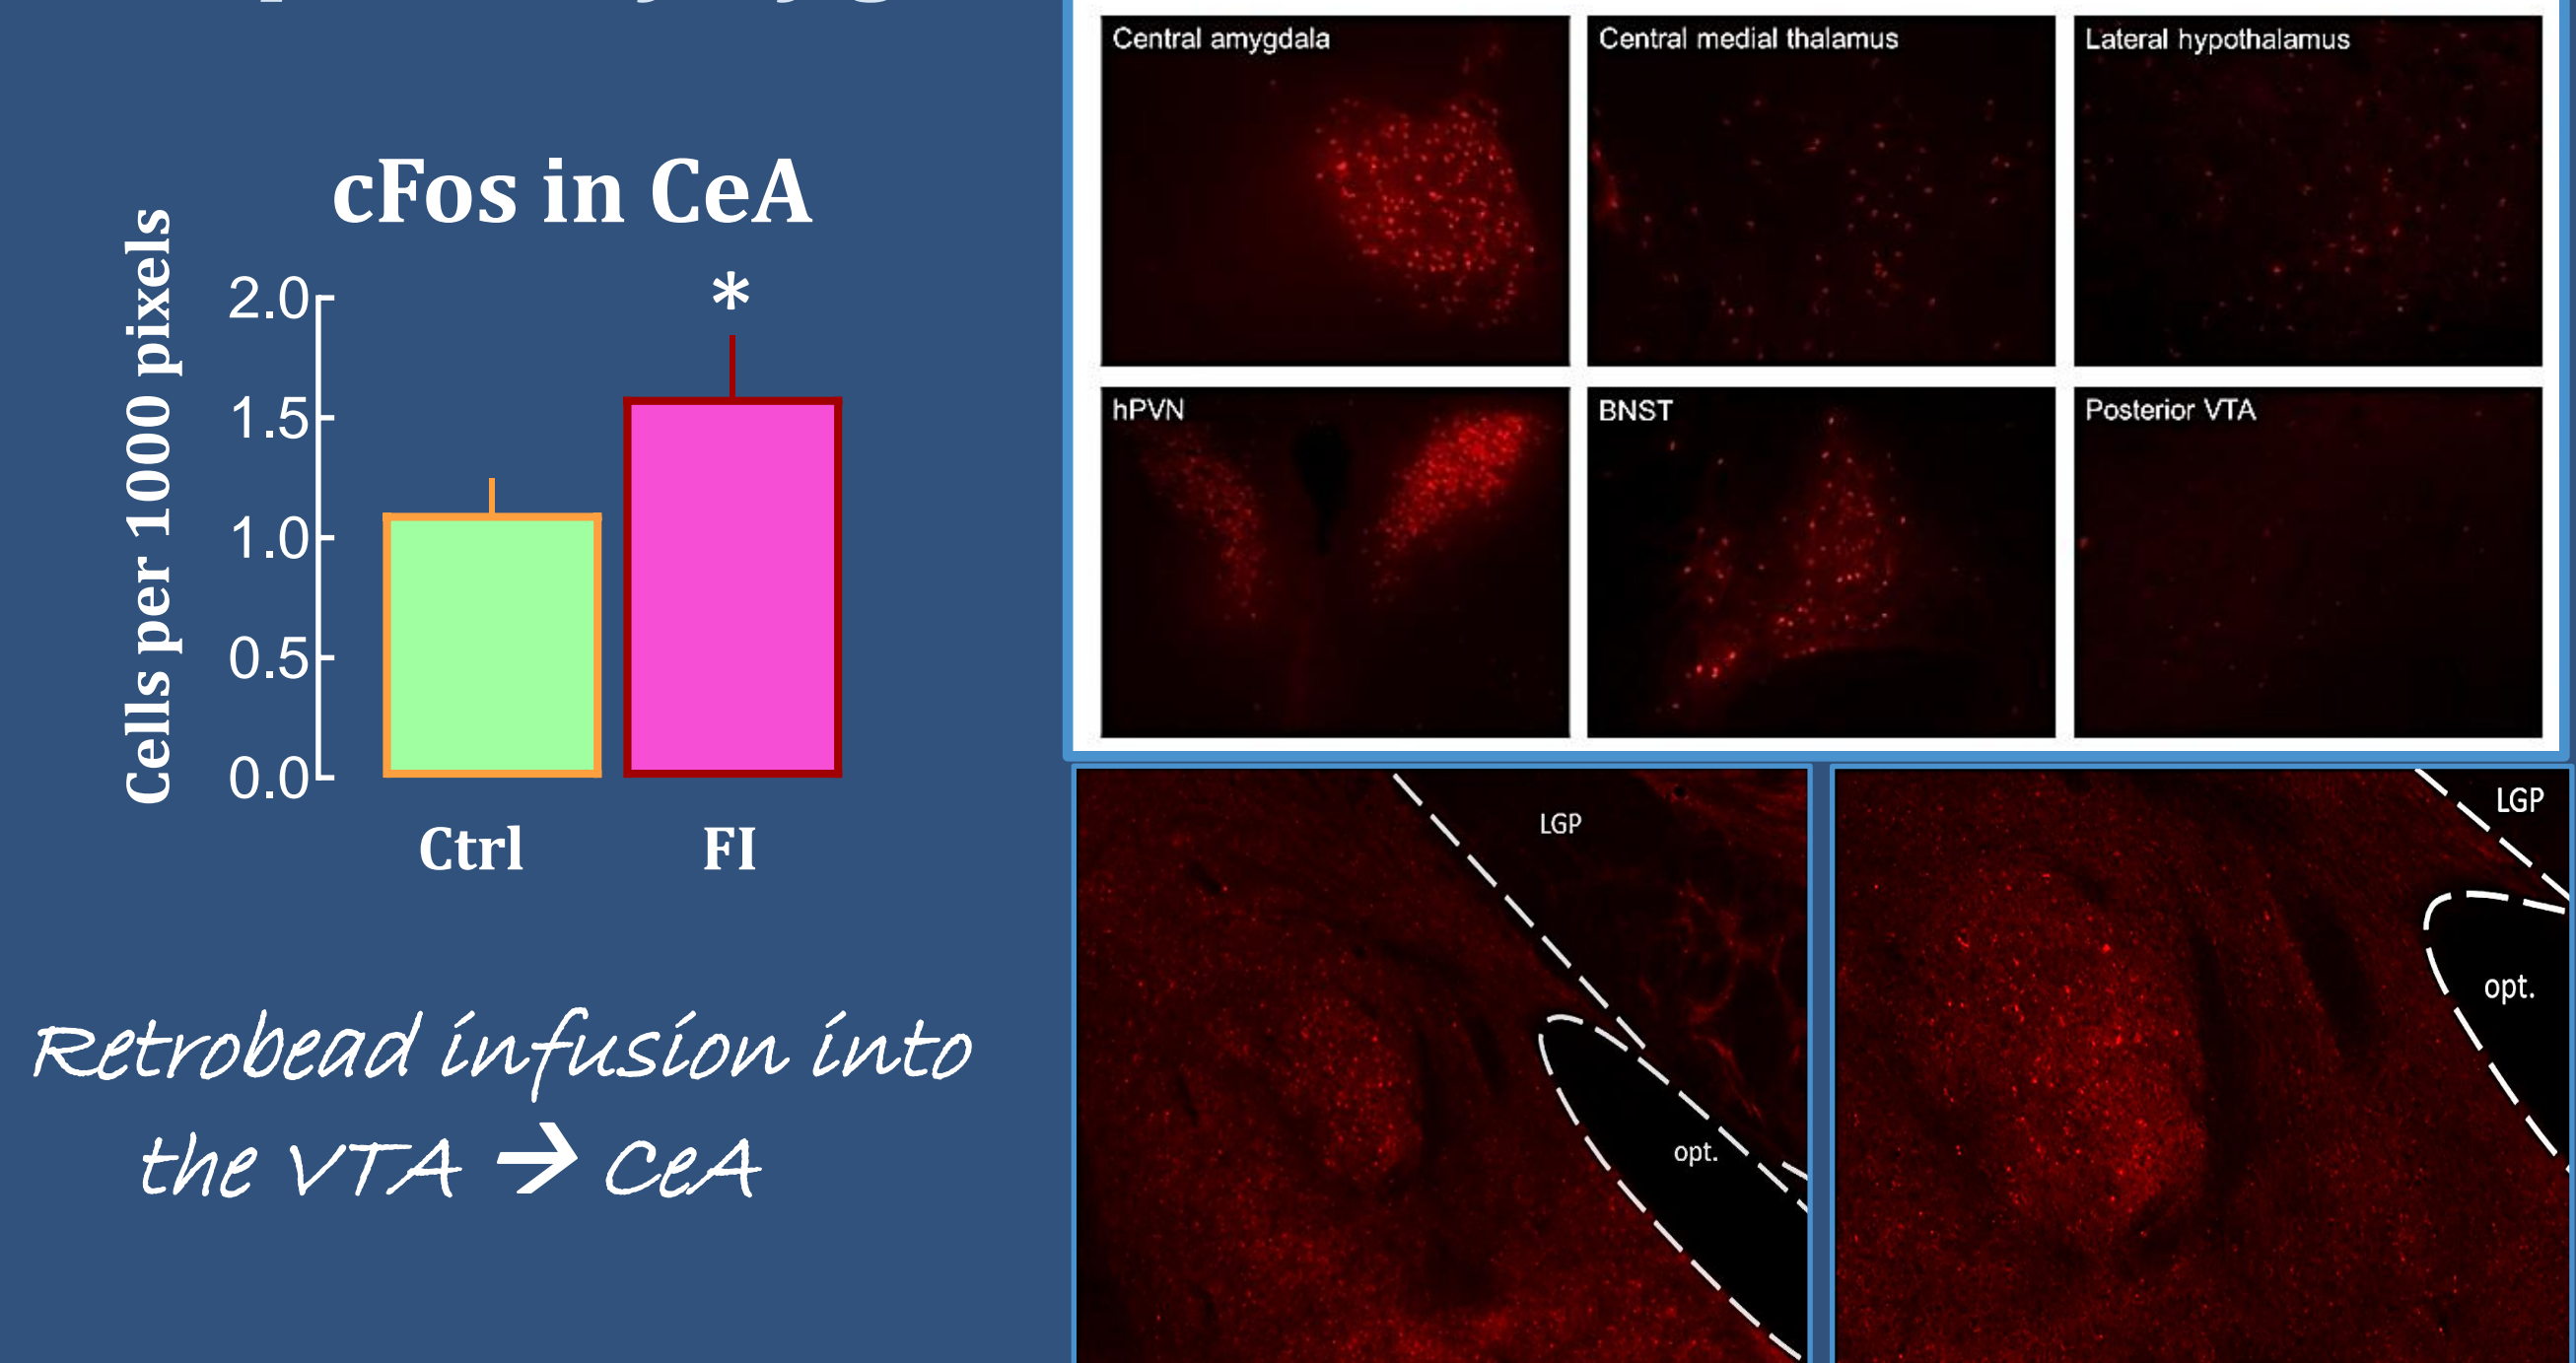 cFos in CeA
Cells per 1000 pixels
2.0
1.5
1.0
0.5
0.0
*
Ctrl
FI
Retrobead infusion into
the VTA → CeA
Central amygdala
Central medial thalamus
Lateral hypothalamus
hPVN
BNST
Posterior VTA
LGP
opt.
LGP
opt.